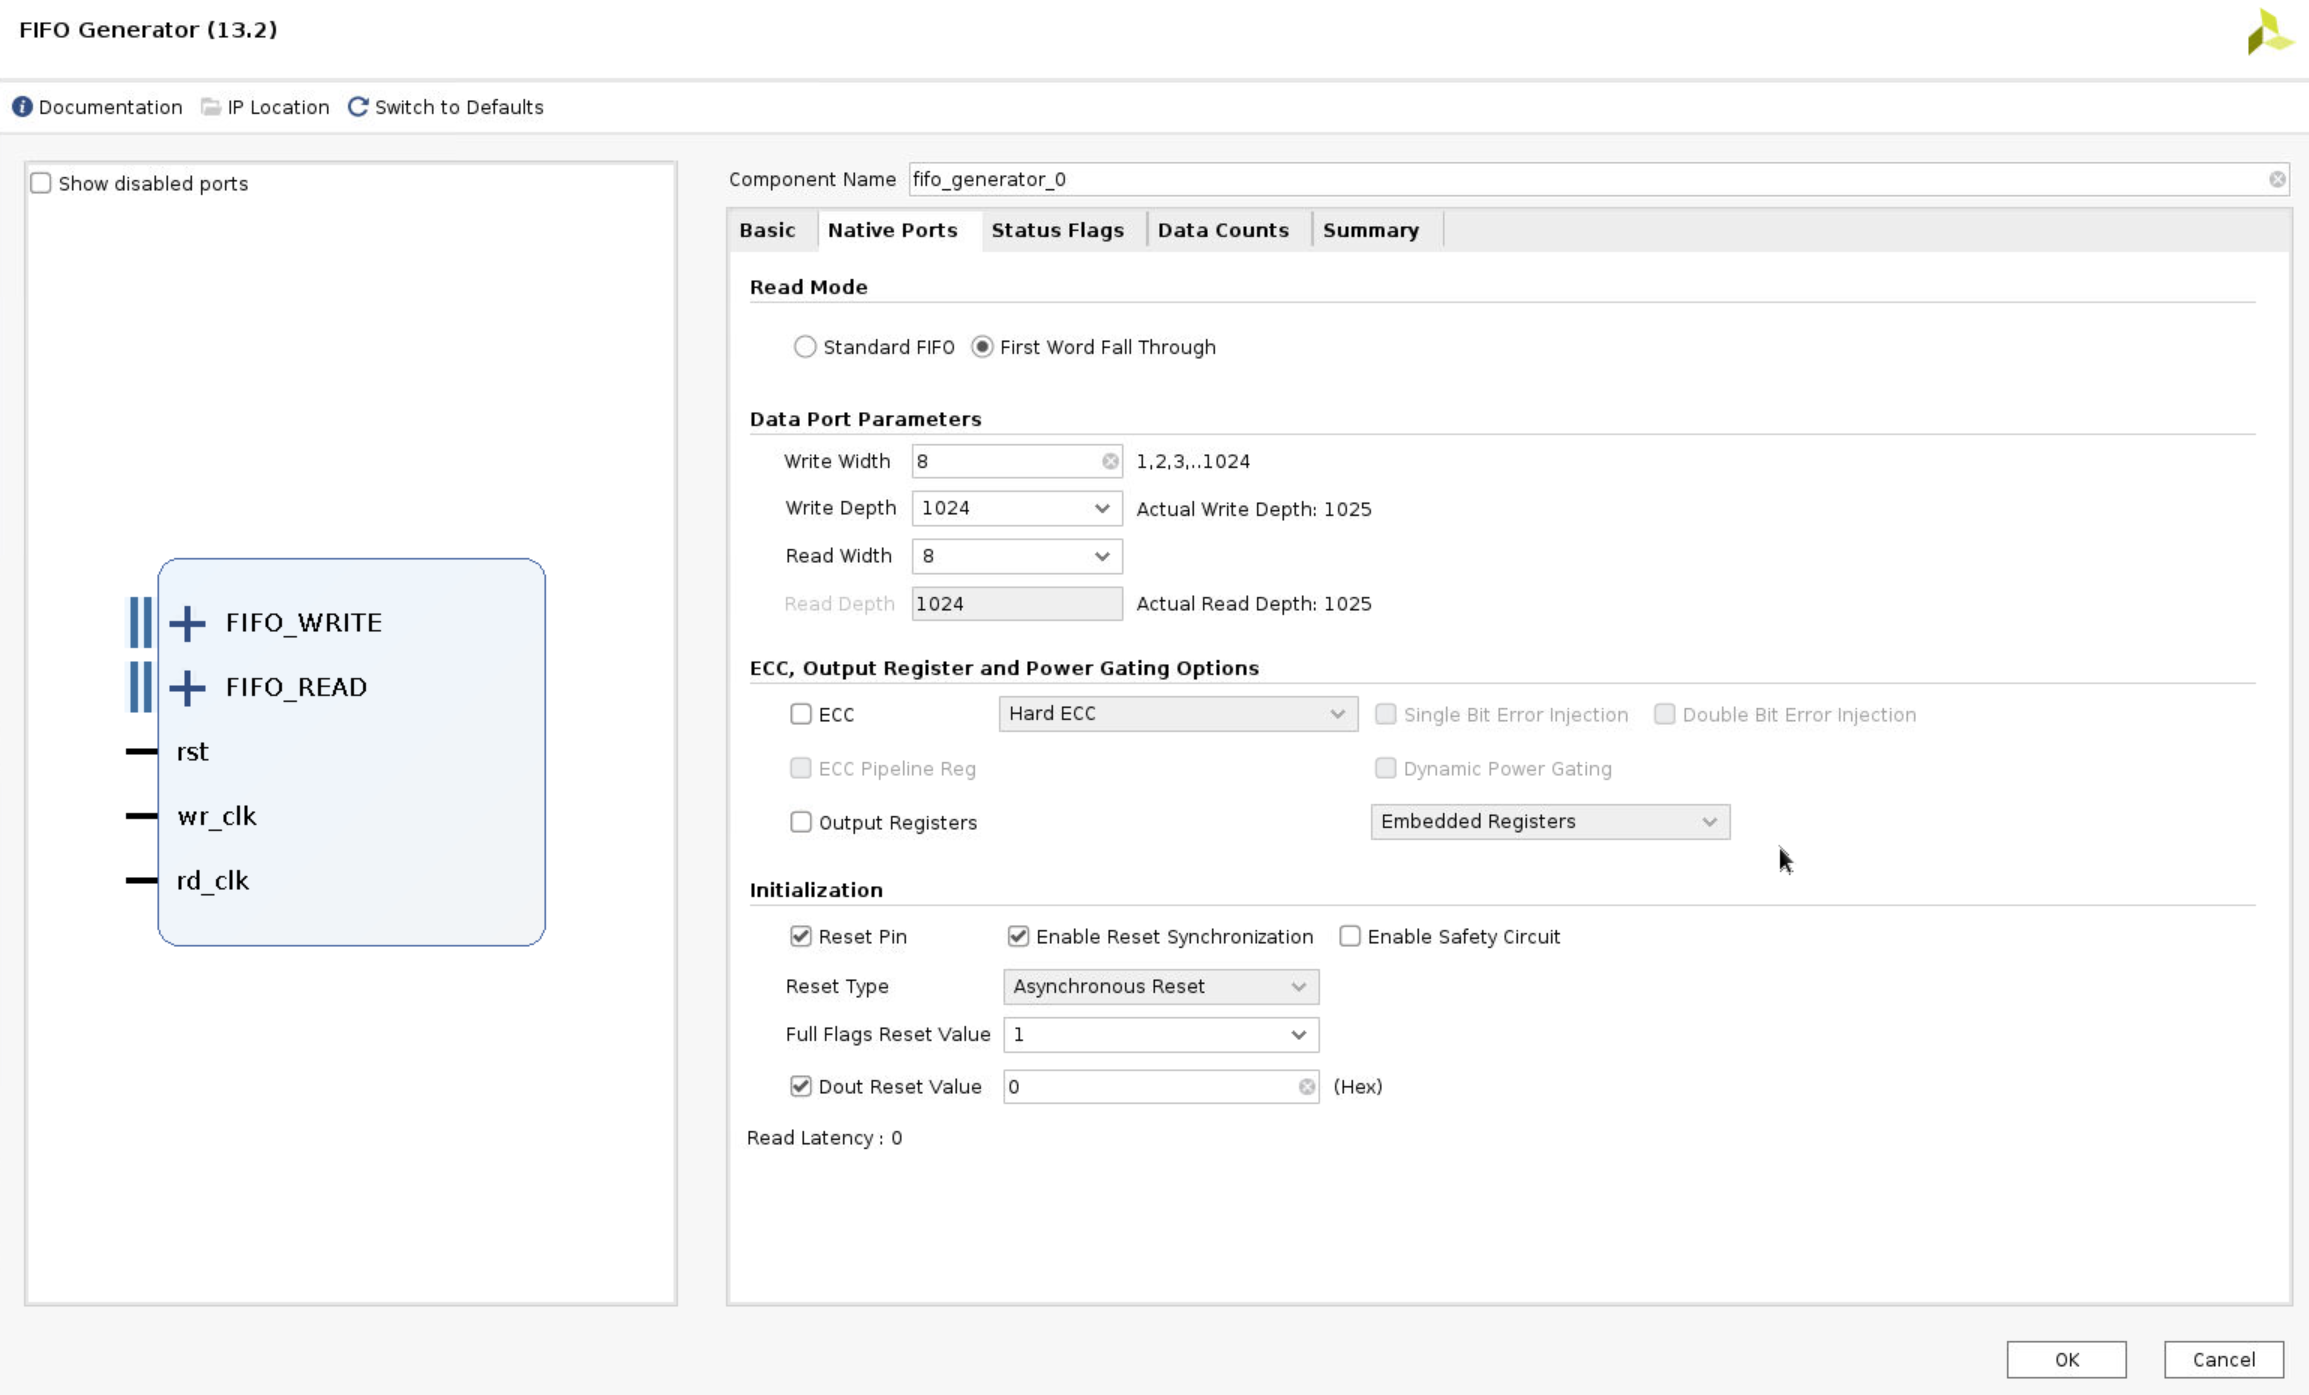 FIFO Generator (13.2)
Documentation IP Location Switch to Defaults
Show disabled ports
FIFO_WRITE
FIFO_READ
rst
wr_clk
rd_clk
Component Name fifo_generator_0
Basic Native Ports Status Flags Data Counts Summary
Read Mode
Standard FIFO First Word Fall Through
Data Port Parameters
Write Width 8 1,2,3,..1024
Write Depth 1024 Actual Write Depth: 1025
Read Width 8
Read Depth 1024 Actual Read Depth: 1025
ECC, Output Register and Power Gating Options
ECC Hard ECC Single Bit Error Injection Double Bit Error Injection
ECC Pipeline Reg Dynamic Power Gating
Output Registers Embedded Registers
Initialization
Reset Pin Enable Reset Synchronization Enable Safety Circuit
Reset Type Asynchronous Reset
Full Flags Reset Value 1
Dout Reset Value 0 (Hex)
Read Latency : 0
OK Cancel